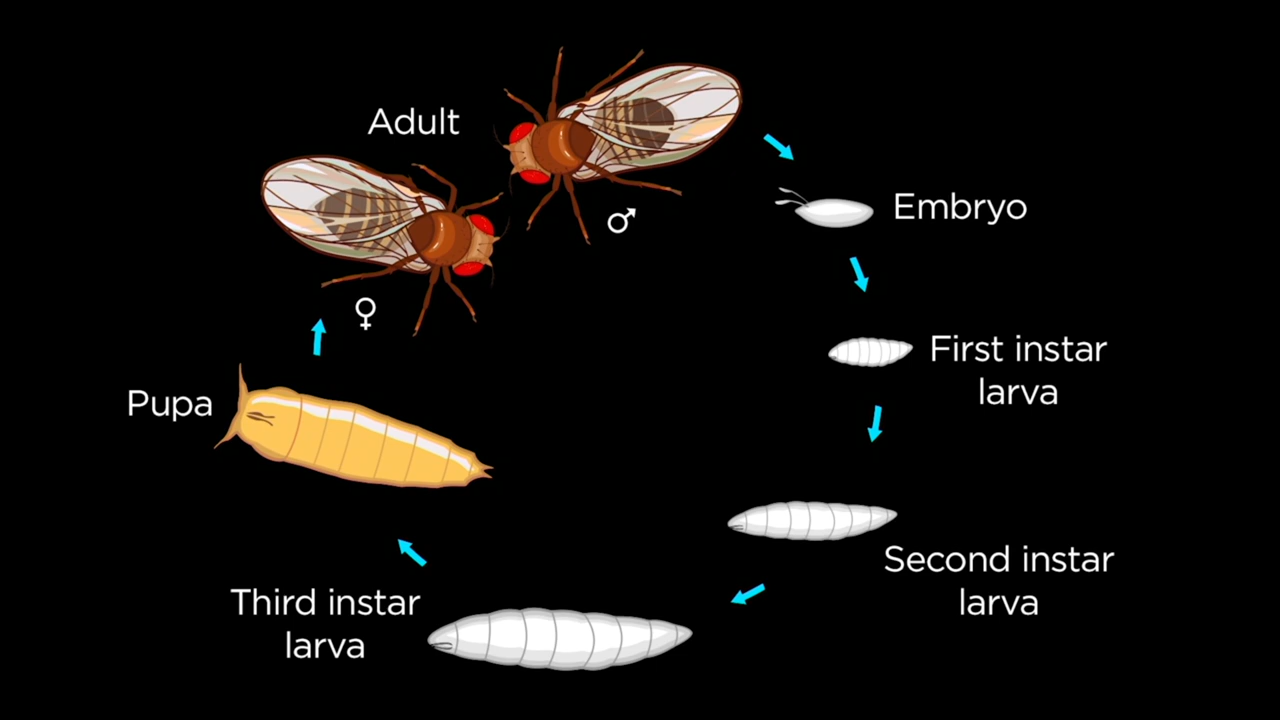 Adult
♂
Embryo
♀
First instar
larva
Pupa
Second instar
larva
Third instar
larva